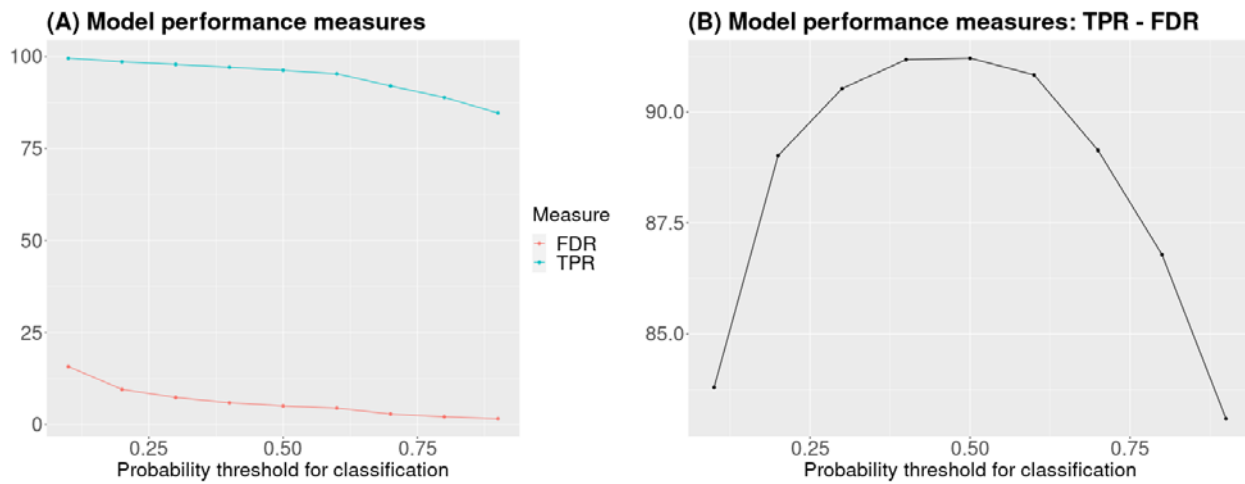 (A) Model performance measures
100
75
50
25
0
0.25 0.50 0.75
Probability threshold for classification
Measure
FDR
TPR
(B) Model performance measures: TPR - FDR
90.0
87.5
85.0
0.25 0.50 0.75
Probability threshold for classification